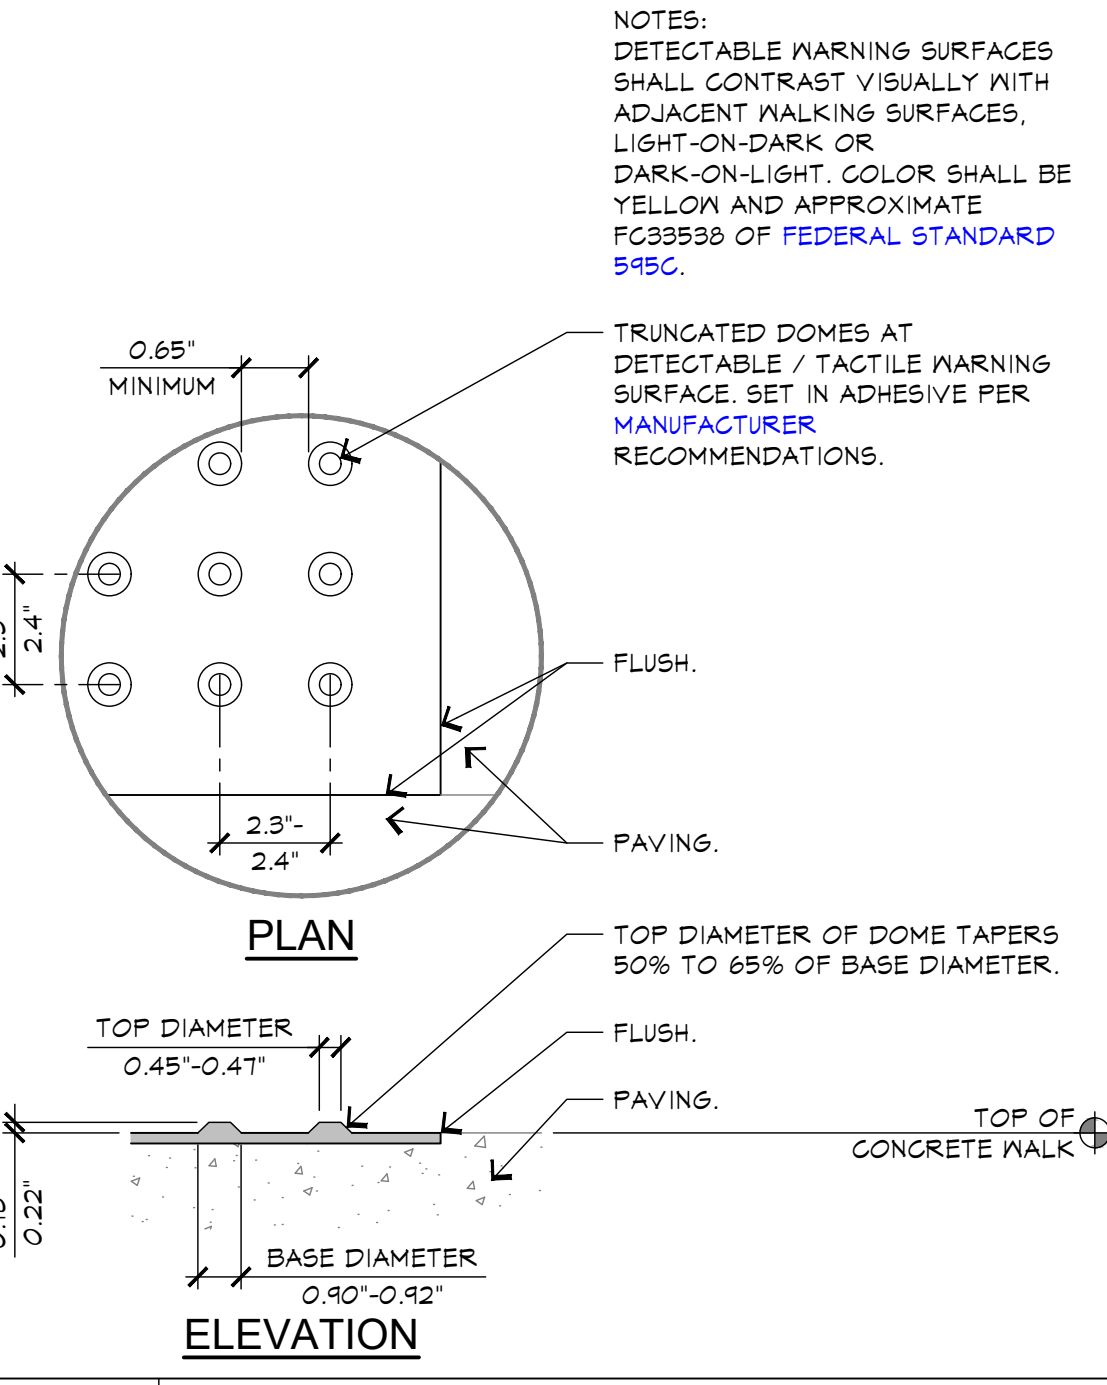 NOTES:
DETECTABLE WARNING SURFACES
SHALL CONTRAST VISUALLY WITH
ADJACENT WALKING SURFACES,
LIGHT-ON-DARK OR
DARK-ON-LIGHT. COLOR SHALL BE
YELLOW AND APPROXIMATE
FC33538 OF FEDERAL STANDARD
595C.
TRUNCATED DOMES AT
DETECTABLE / TACTILE WARNING
SURFACE. SET IN ADHESIVE PER
MANUFACTURER
RECOMMENDATIONS.
0.65"
MINIMUM
2.4"
FLUSH.
2.3"-
2.4"
PAVING.
PLAN
TOP DIAMETER OF DOME TAPERS
50% TO 65% OF BASE DIAMETER.
TOP DIAMETER
0.45"-0.47"
FLUSH.
PAVING.
TOP OF
CONCRETE WALK
0.22"
BASE DIAMETER
0.90"-0.92"
ELEVATION